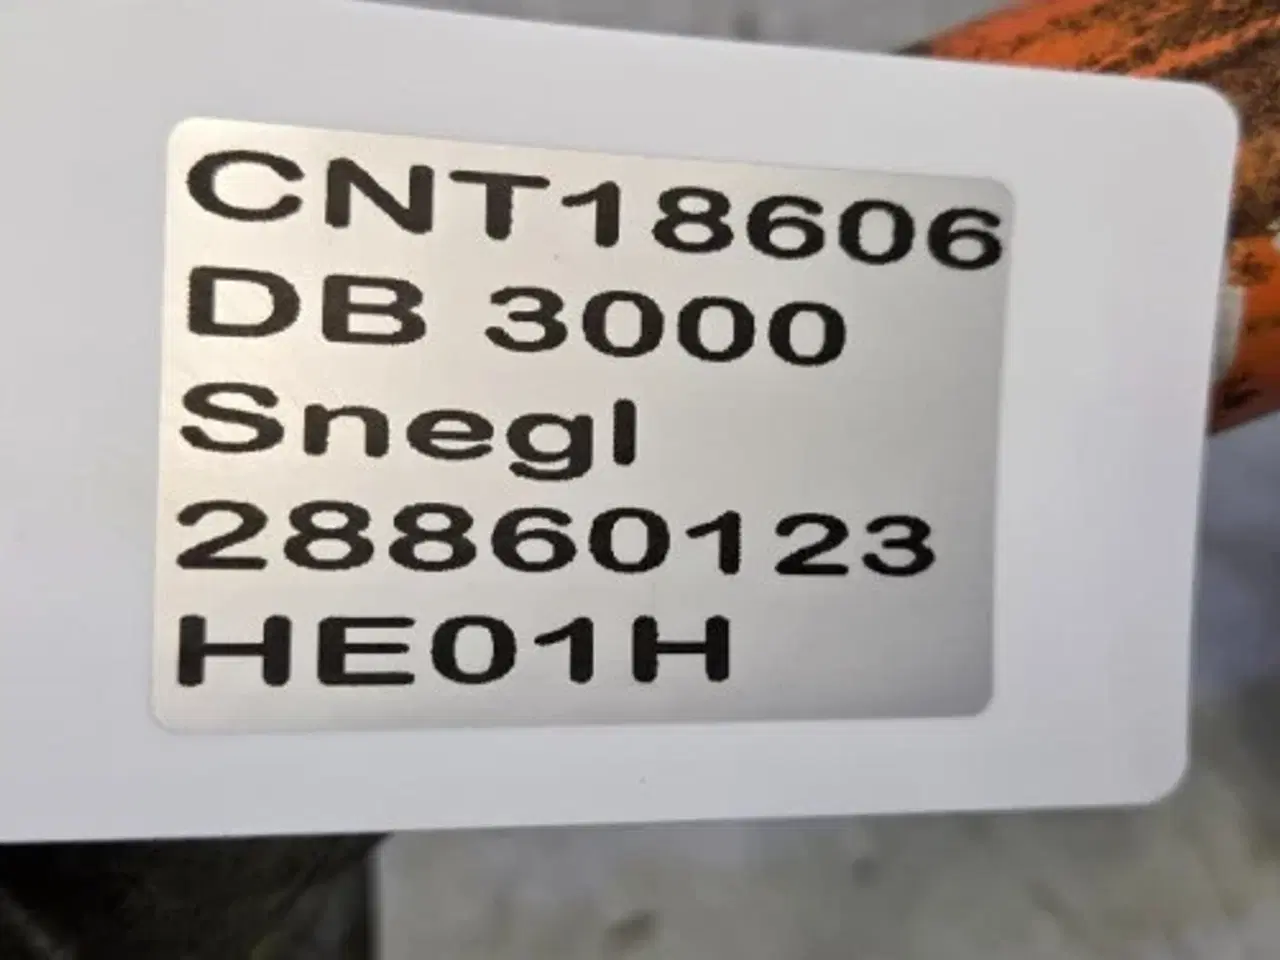 CNT18606
DB 3000
Snegl
28860123
HE01H